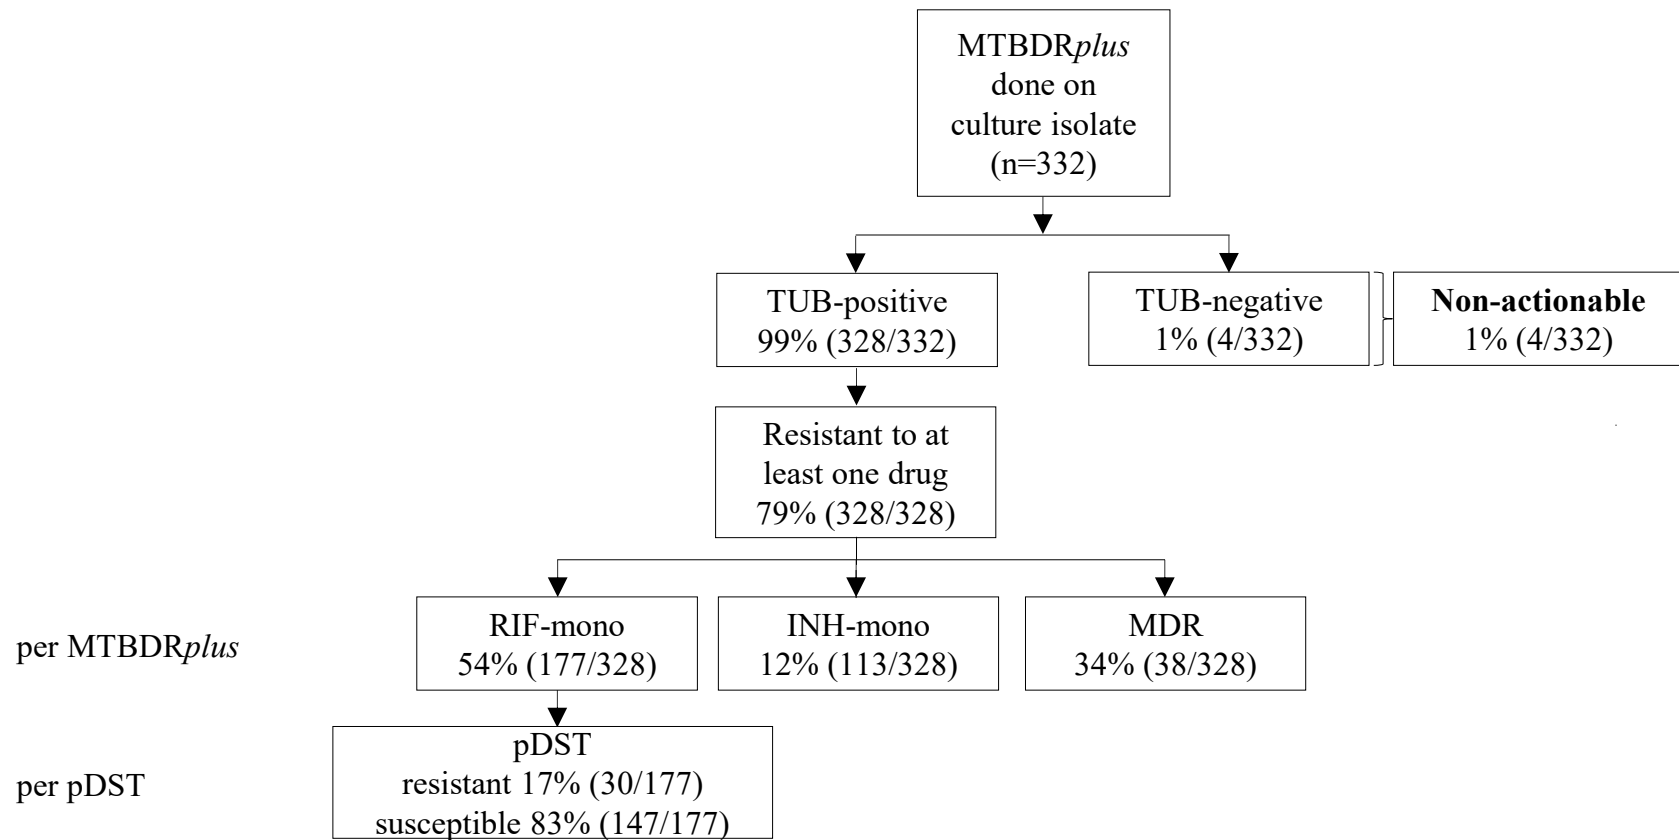 MTBDRplus
done on
culture isolate
(n=332)
TUB-positive
99% (328/332)
TUB-negative
1% (4/332)
Non-actionable
1% (4/332)
Resistant to at
least one drug
79% (328/328)
per MTBDRplus
RIF-mono
54% (177/328)
INH-mono
12% (113/328)
MDR
34% (38/328)
per pDST
pDST
resistant 17% (30/177)
susceptible 83% (147/177)